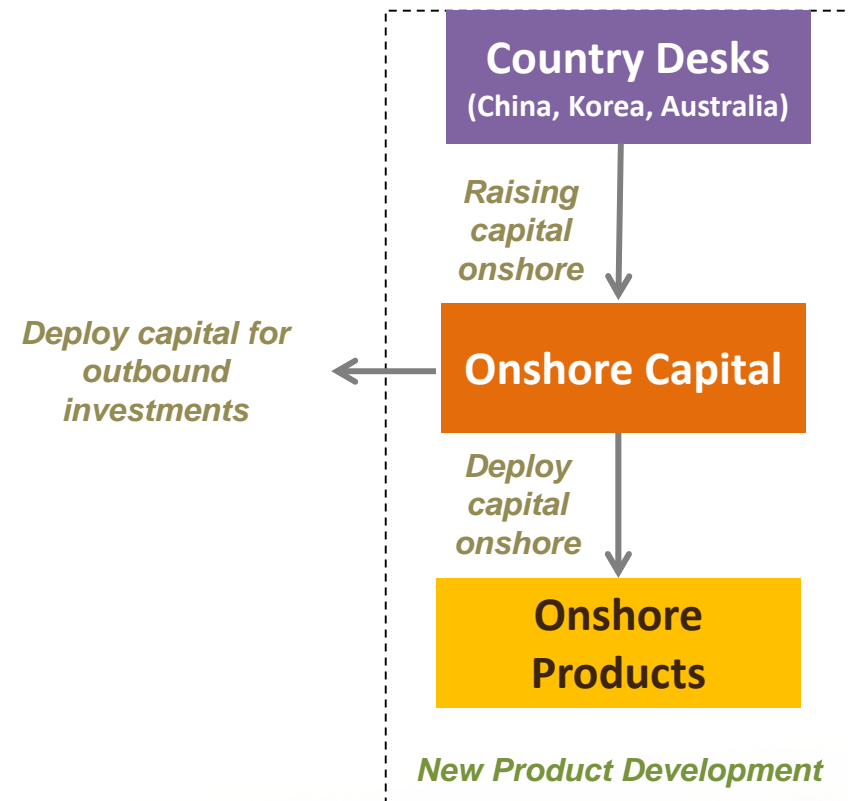 Country Desks
(China, Korea, Australia)
Raising
capital
onshore
Deploy capital for
outbound
investments
Onshore Capital
Deploy
capital
onshore
Onshore
Products
New Product Development